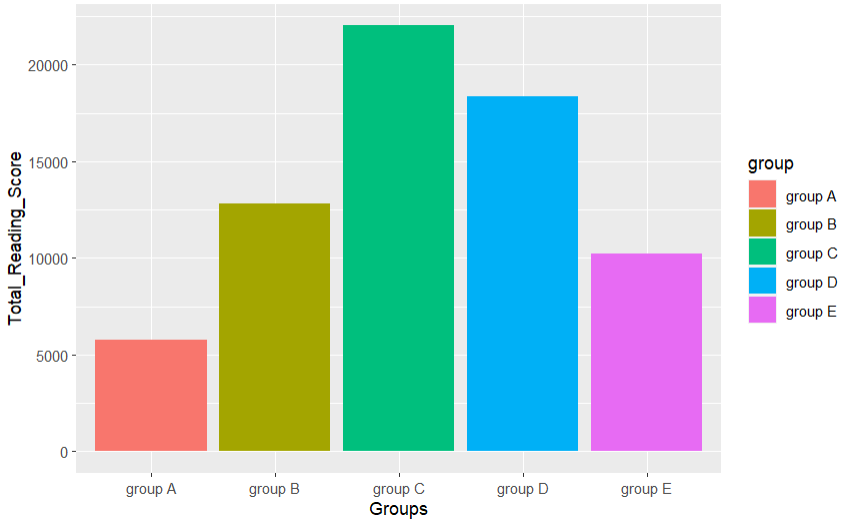 Total_Reading_Score
20000
15000
10000
5000
0
group A
group B
group C
group D
group E
Groups
group
group A
group B
group C
group D
group E